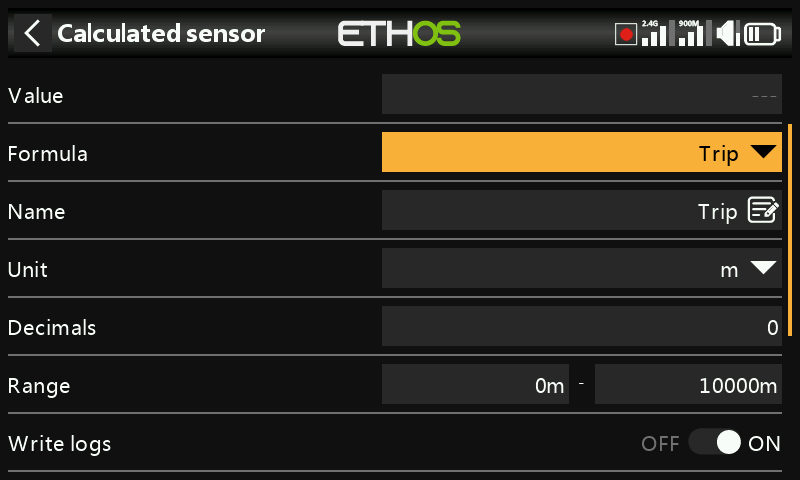 Calculated sensor
ETHOS
2.4G
900M
Value
---
Formula
Trip
Name
Trip
Unit
m
Decimals
0
Range
0m - 10000m
Write logs
OFF ON